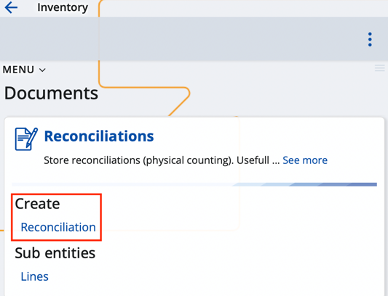 Inventory
MENU
Documents
Reconciliations
Store reconciliations (physical counting). Usefull ... See more
Create
Reconciliation
Sub entities
Lines